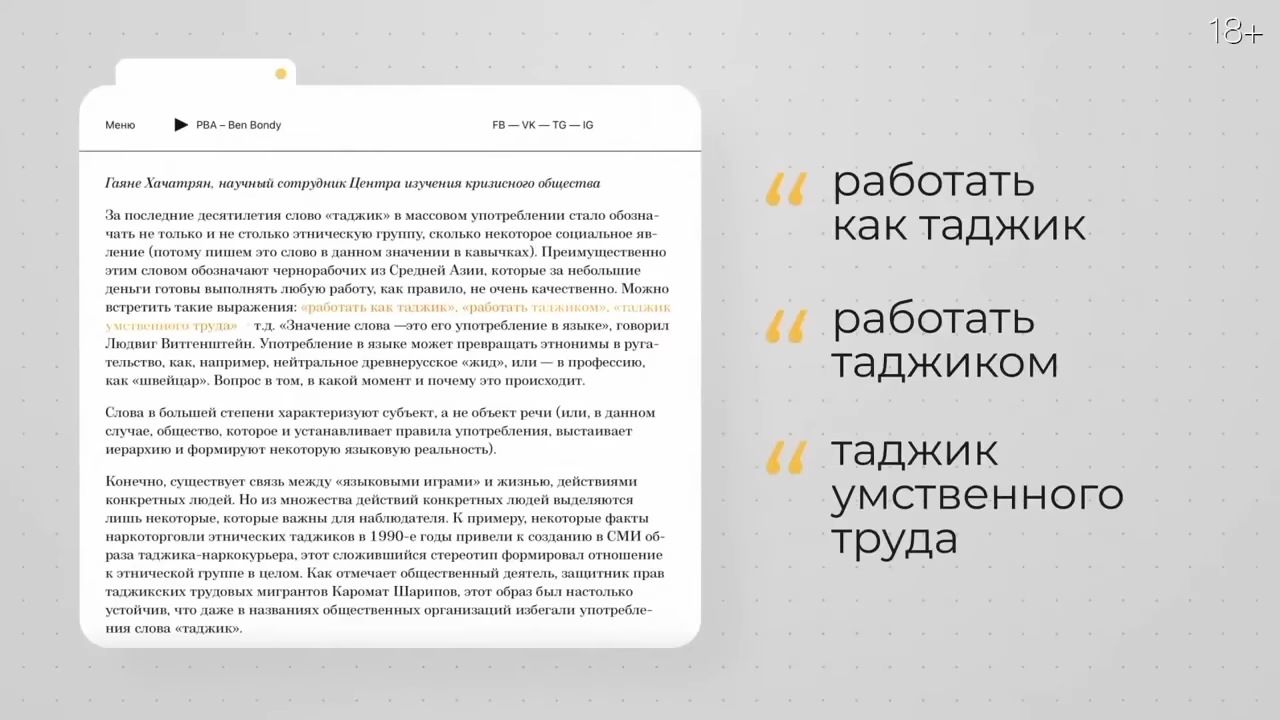 18+
Меню
РВА – Ben Bondy
FB — VK — TG — IG
Гаяне Хачатрян, научный сотрудник Центра изучения кризисного общества
За последние десятилетия слово «таджик» в массовом употреблении стало обозна-
чать не только и не столько этническую группу, сколько некоторое социальное яв-
ление (потому пишем это слово в данном значении в кавычках). Преимущественно
этим словом обозначают чернорабочих из Средней Азии, которые за небольшие
деньги готовы выполнять любую работу, как правило, не очень качественно. Можно
встретить такие выражения: «работать как таджик», «работать таджиком», «таджик
умственного труда» т.д. «Значение слова —это его употребление в языке», говорил
Людвиг Витгенштейн. Употребление в языке может превращать этнонимы в руга-
тельство, как, например, нейтральное древнерусское «жид», или — в профессию,
как «швейцар». Вопрос в том, в какой момент и почему это происходит.
Слова в большей степени характеризуют субъект, а не объект речи (или, в данном
случае, общество, которое и устанавливает правила употребления, выстаивает
иерархию и формируют некоторую языковую реальность).
Конечно, существует связь между «языковыми играми» и жизнью, действиями
конкретных людей. Но из множества действий конкретных людей выделяются
лишь некоторые, которые важны для наблюдателя. К примеру, некоторые факты
наркоторговли этнических таджиков в 1990-е годы привели к созданию в СМИ об-
раза таджика-наркокурьера, этот сложившийся стереотип формировал отношение
к этнической группе в целом. Как отмечает общественный деятель, защитник прав
таджикских трудовых мигрантов Каромат Шарипов, этот образ был настолько
устойчив, что даже в названиях общественных организаций избегали употребле-
ния слова «таджик».
“ работать
как таджик
“ работать
таджиком
“ таджик
умственного
труда